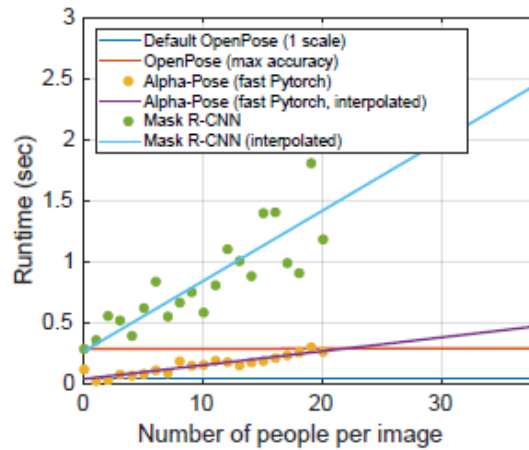 3
Default OpenPose (1 scale)
OpenPose (max accuracy)
2.5
Alpha-Pose (fast Pytorch)
Alpha-Pose (fast Pytorch, interpolated)
Mask R-CNN
2
Mask R-CNN (interpolated)
Runtime (sec)
1.5
1
0.5
0
0 10 20 30
Number of people per image